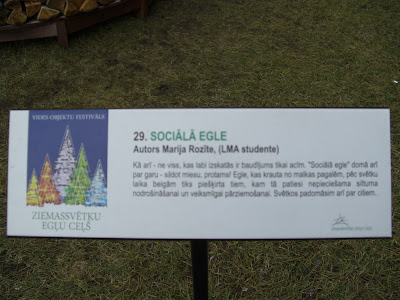 VIDES OBJEKTU FESTIVĀLS
ZIEMASSVĒTKU
EGĻU CEĻŠ
29. SOCIĀLĀ EGLE
Autors Marija Rozīte, (LMA studente)
Kā arī - ne viss, kas labi izskatās ir baudījums tikai acīm. "Sociālā egle" domā arī
par garu - sildot miesu, protams! Egle, kas krauta no malkas pagalēm, pēc svētku
laika beigām tiks piešķirta tiem, kam tā patiesi nepieciešama siltuma
nodrošināšanai un veiksmīgai pārziemošanai. Svētkos padomāsim arī par citiem.